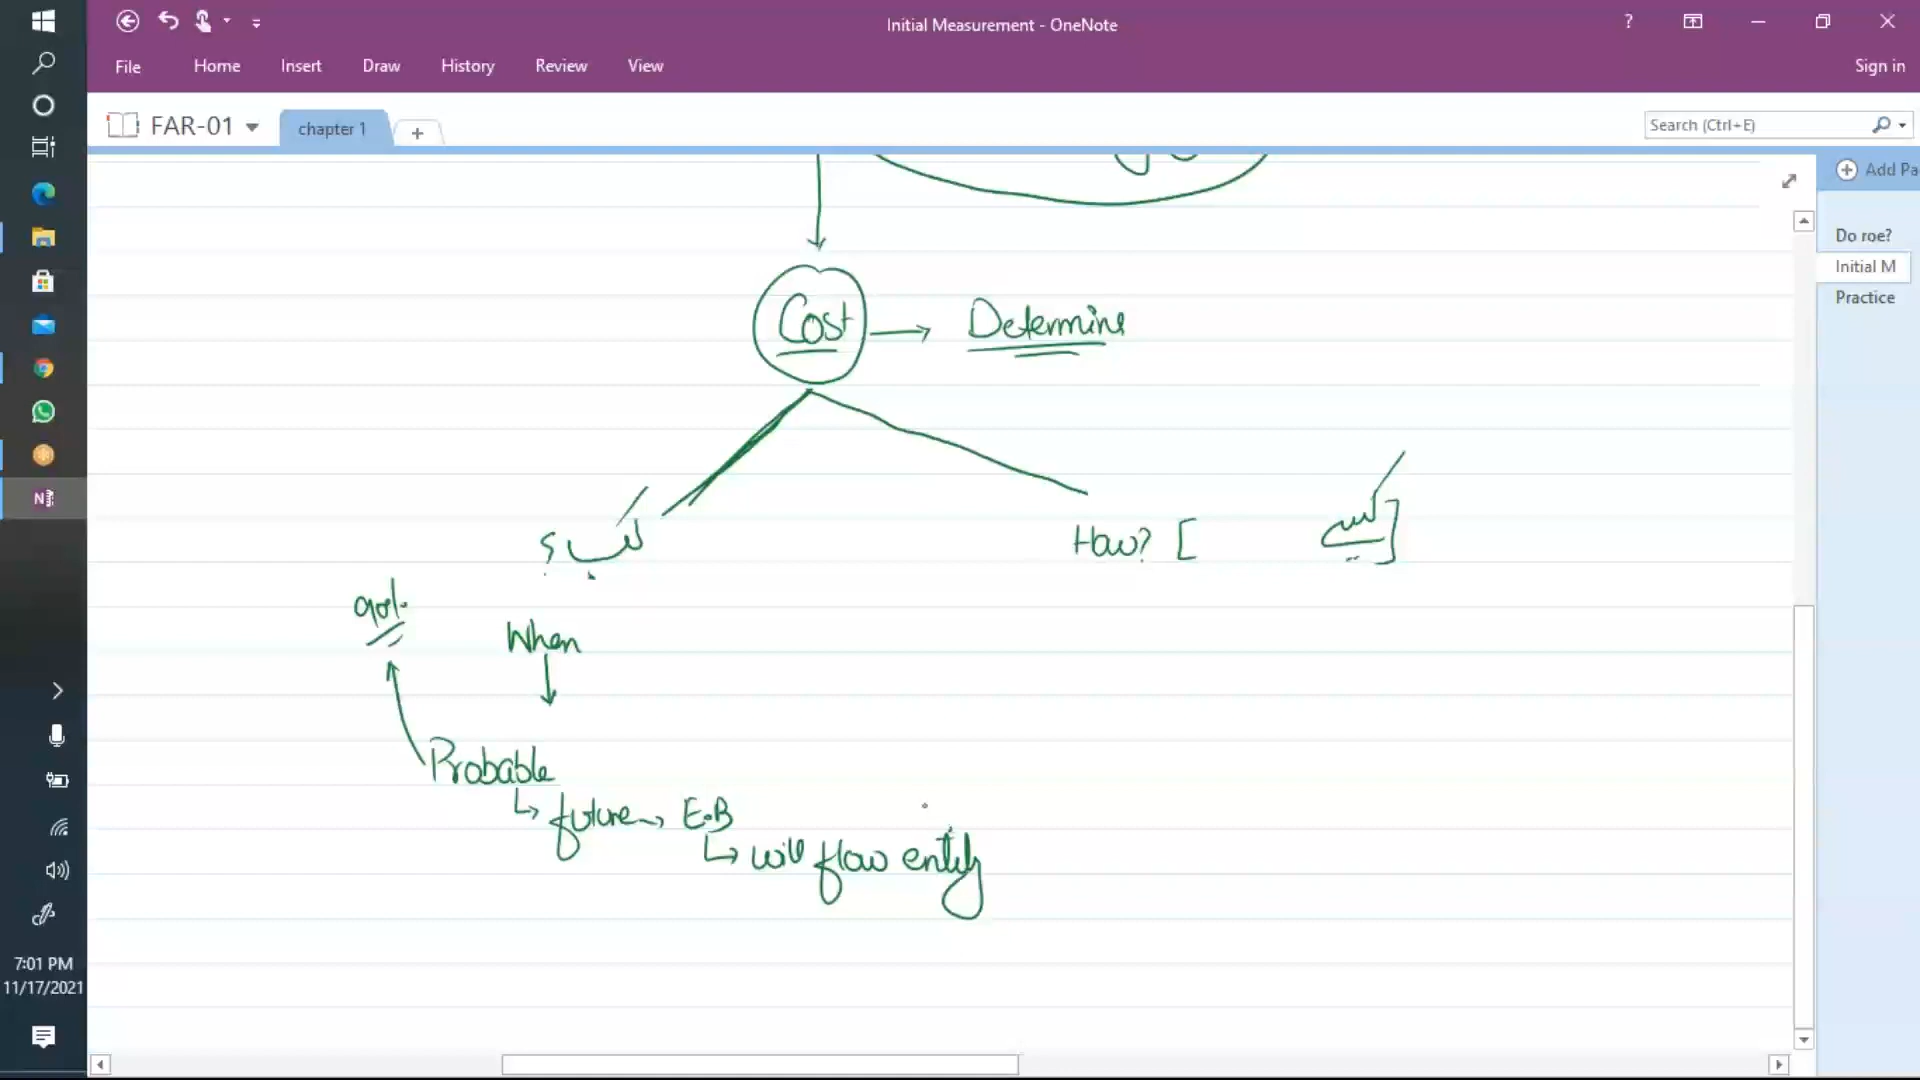 Initial Measurement - OneNote
File Home Insert Draw History Review View
Sign in
FAR-01
chapter 1
Search (Ctrl+E)
Add Pa
Do roe?
Initial M
Practice
Cost → Determine
کب ؟
How? [ کیسے ]
When
Probable
future → E.B
will flow entity
7:01 PM
11/17/2021